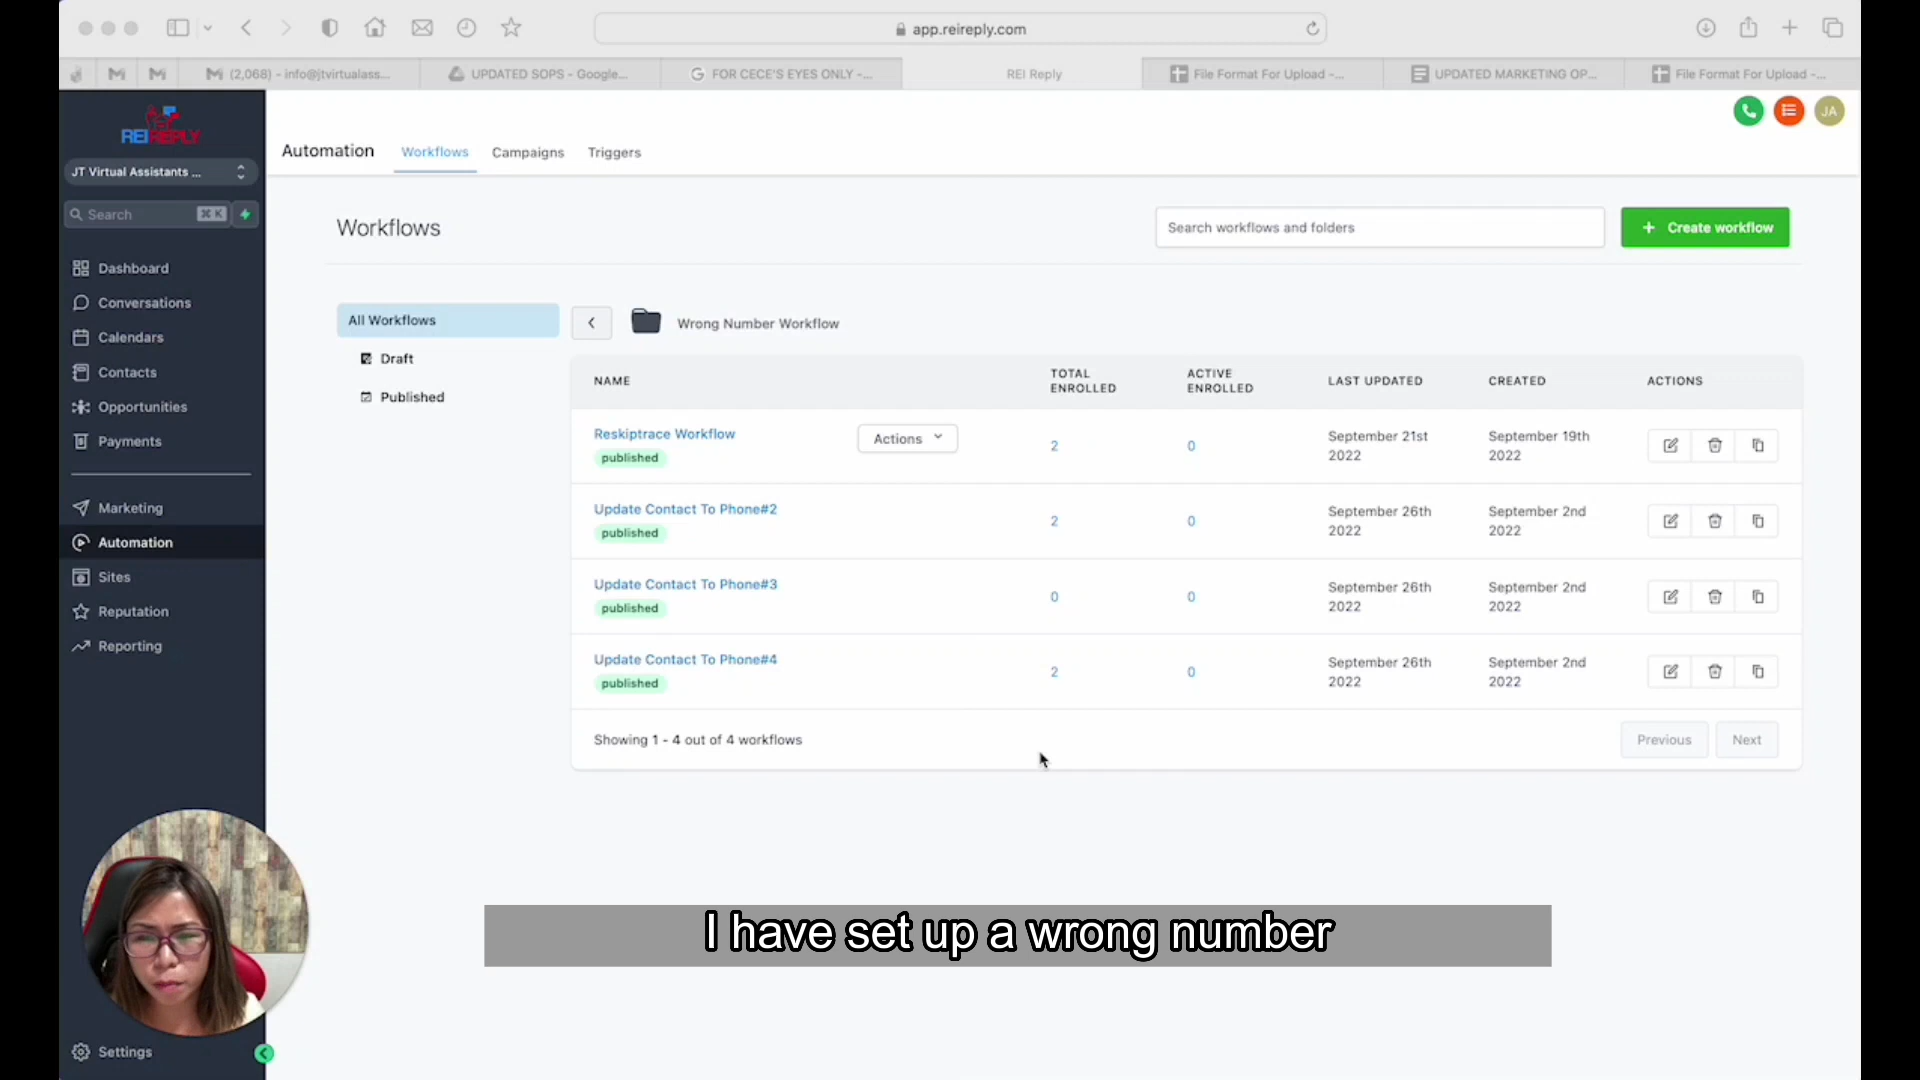 app.reireply.com
(2,068) - info@jtvirtualass...
UPDATED SOPS - Google...
FOR CECE'S EYES ONLY -...
REI Reply
File Format For Upload -...
UPDATED MARKETING OP...
File Format For Upload -...
REIREPLY
JT Virtual Assistants ...
Search
⌘ K
Dashboard
Conversations
Calendars
Contacts
Opportunities
Payments
Marketing
Automation
Sites
Reputation
Reporting
Settings
JA
Automation
Workflows
Campaigns
Triggers
Workflows
Search workflows and folders
+ Create workflow
All Workflows
Draft
Published
Wrong Number Workflow
NAME
TOTAL
ENROLLED
ACTIVE
ENROLLED
LAST UPDATED
CREATED
ACTIONS
Reskiptrace Workflow
published
Actions
2
0
September 21st
2022
September 19th
2022
Update Contact To Phone#2
published
2
0
September 26th
2022
September 2nd
2022
Update Contact To Phone#3
published
0
0
September 26th
2022
September 2nd
2022
Update Contact To Phone#4
published
2
0
September 26th
2022
September 2nd
2022
Showing 1 - 4 out of 4 workflows
Previous
Next
I have set up a wrong number